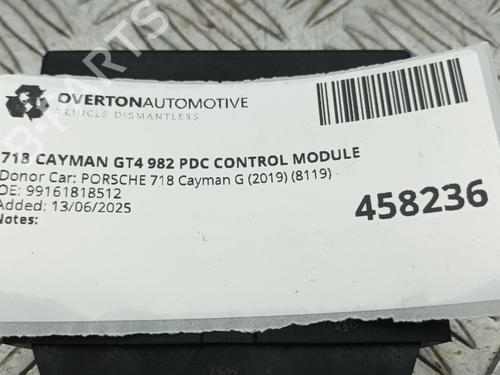 OVERTONAUTOMOTIVE
VEHICLE DISMANTLERS
718 CAYMAN GT4 982 PDC CONTROL MODULE
Donor Car: PORSCHE 718 Cayman G (2019) (8119)
OE: 99161818512
Added: 13/06/2025
Notes:
458236